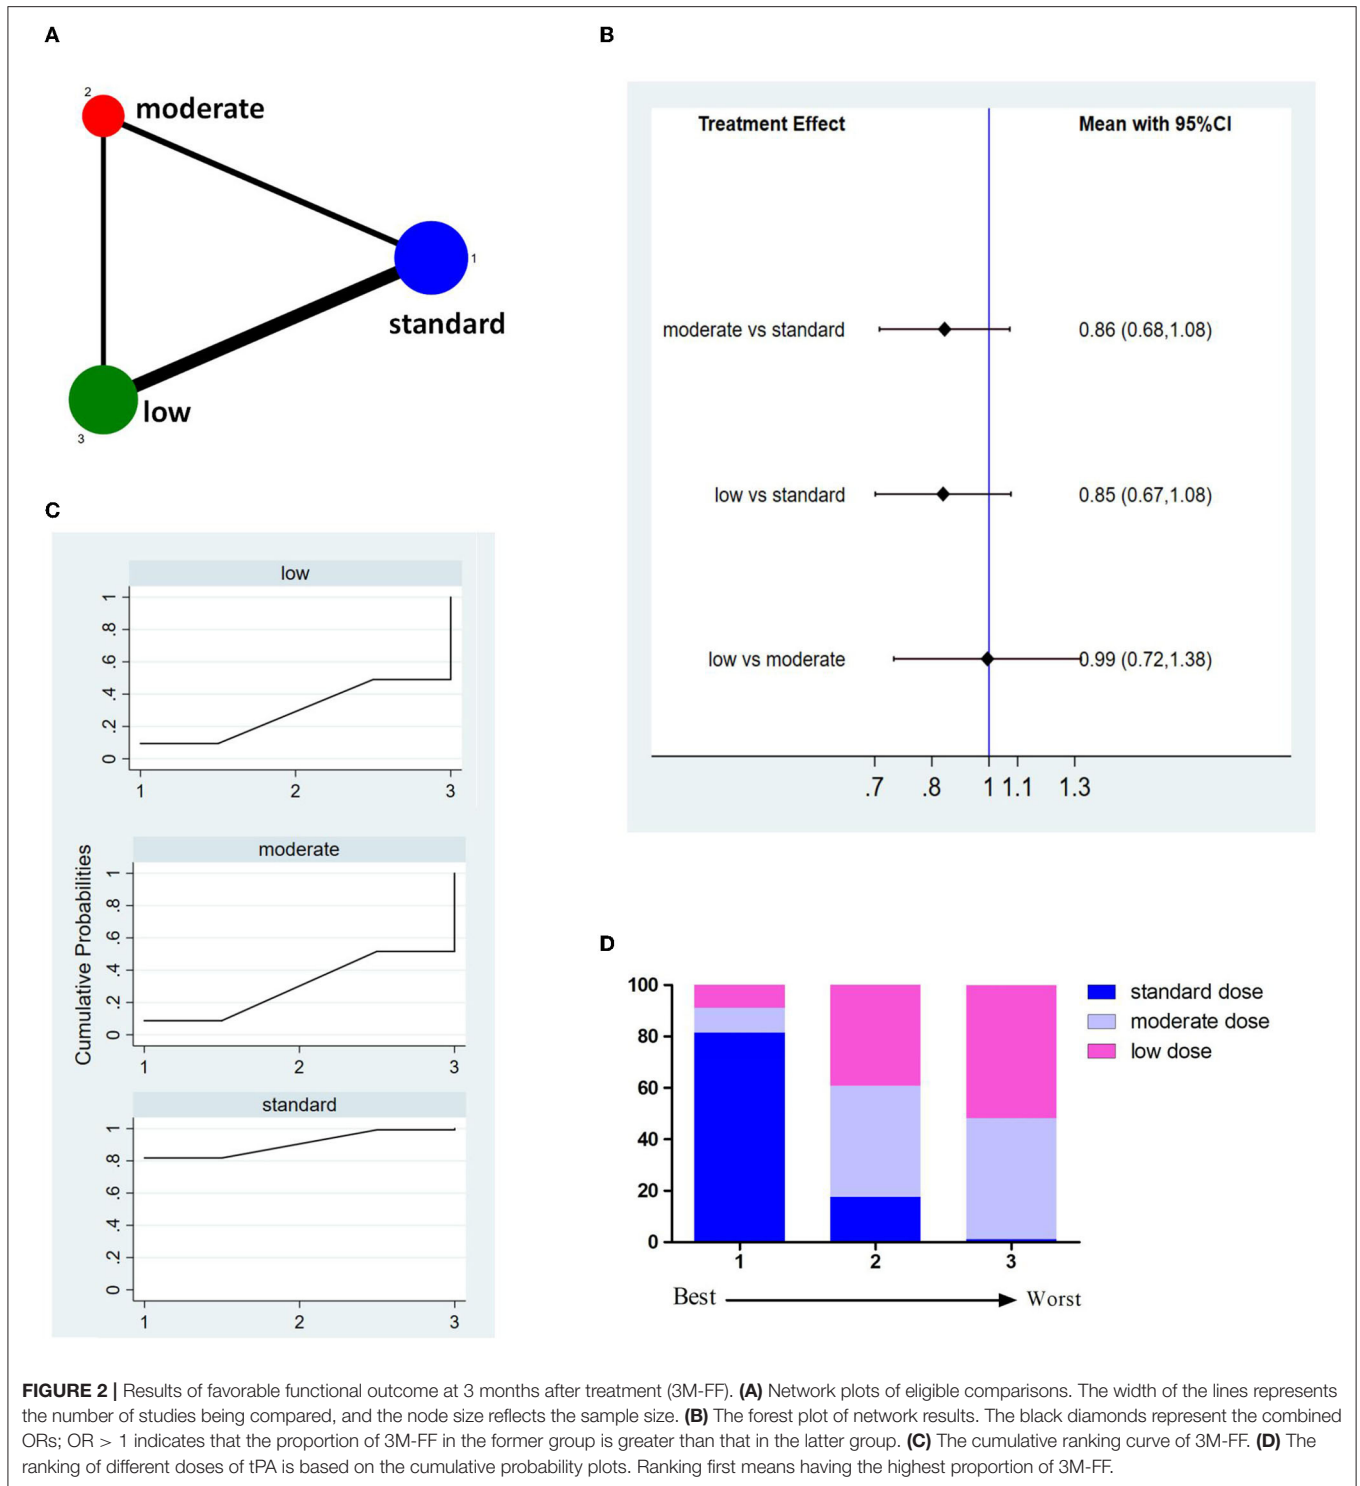 A
2
moderate
1
standard
low
3
B
Treatment Effect
Mean with 95%CI
moderate vs standard
0.86 (0.68,1.08)
low vs standard
0.85 (0.67,1.08)
low vs moderate
0.99 (0.72,1.38)
.7 .8 1 1.1 1.3
C
Cumulative Probabilities
low
1
.8
.6
.4
.2
0
1 2 3
moderate
1
.8
.6
.4
.2
0
1 2 3
standard
1
.8
.6
.4
.2
0
1 2 3
D
100
80
60
40
20
0
1 2 3
Best Worst
standard dose
moderate dose
low dose
FIGURE 2 | Results of favorable functional outcome at 3 months after treatment (3M-FF). (A) Network plots of eligible comparisons. The width of the lines represents
the number of studies being compared, and the node size reflects the sample size. (B) The forest plot of network results. The black diamonds represent the combined
ORs; OR > 1 indicates that the proportion of 3M-FF in the former group is greater than that in the latter group. (C) The cumulative ranking curve of 3M-FF. (D) The
ranking of different doses of tPA is based on the cumulative probability plots. Ranking first means having the highest proportion of 3M-FF.